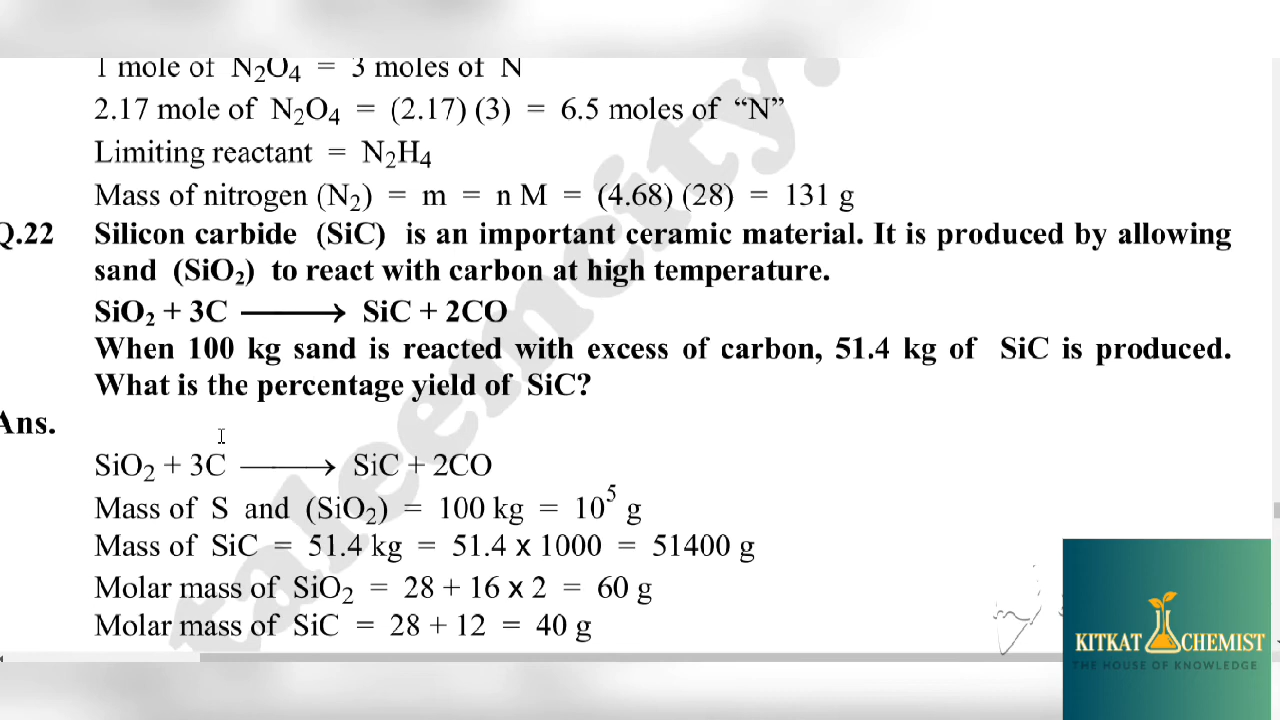 1 mole of N₂O₄ = 3 moles of N
2.17 mole of N₂O₄ = (2.17) (3) = 6.5 moles of “N”
Limiting reactant = N₂H₄
Mass of nitrogen (N₂) = m = n M = (4.68) (28) = 131 g
Q.22 Silicon carbide (SiC) is an important ceramic material. It is produced by allowing
sand (SiO₂) to react with carbon at high temperature.
SiO₂ + 3C ⟶ SiC + 2CO
When 100 kg sand is reacted with excess of carbon, 51.4 kg of SiC is produced.
What is the percentage yield of SiC?
Ans.
SiO₂ + 3C ⟶ SiC + 2CO
Mass of S and (SiO₂) = 100 kg = 10⁵ g
Mass of SiC = 51.4 kg = 51.4 x 1000 = 51400 g
Molar mass of SiO₂ = 28 + 16 x 2 = 60 g
Molar mass of SiC = 28 + 12 = 40 g
taleemcity.
KITKAT CHEMIST
THE HOUSE OF KNOWLEDGE